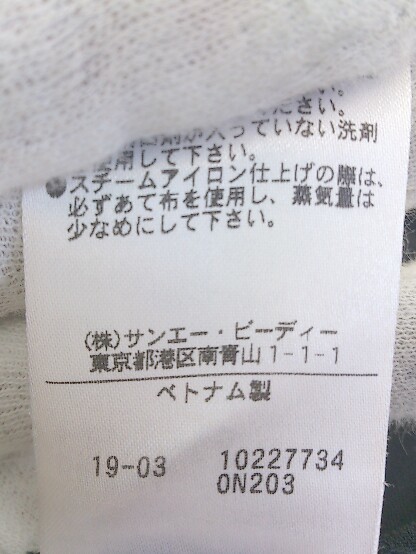 い。
ださい。
剤が入っていない洗剤
使用して下さい。
●スチームアイロン仕上げの際は、
必ずあて布を使用し、蒸気量は
少なめにして下さい。
(株)サンエー・ビーディー
東京都港区南青山1-1-1
ベトナム製
19-03 10227734
0N203